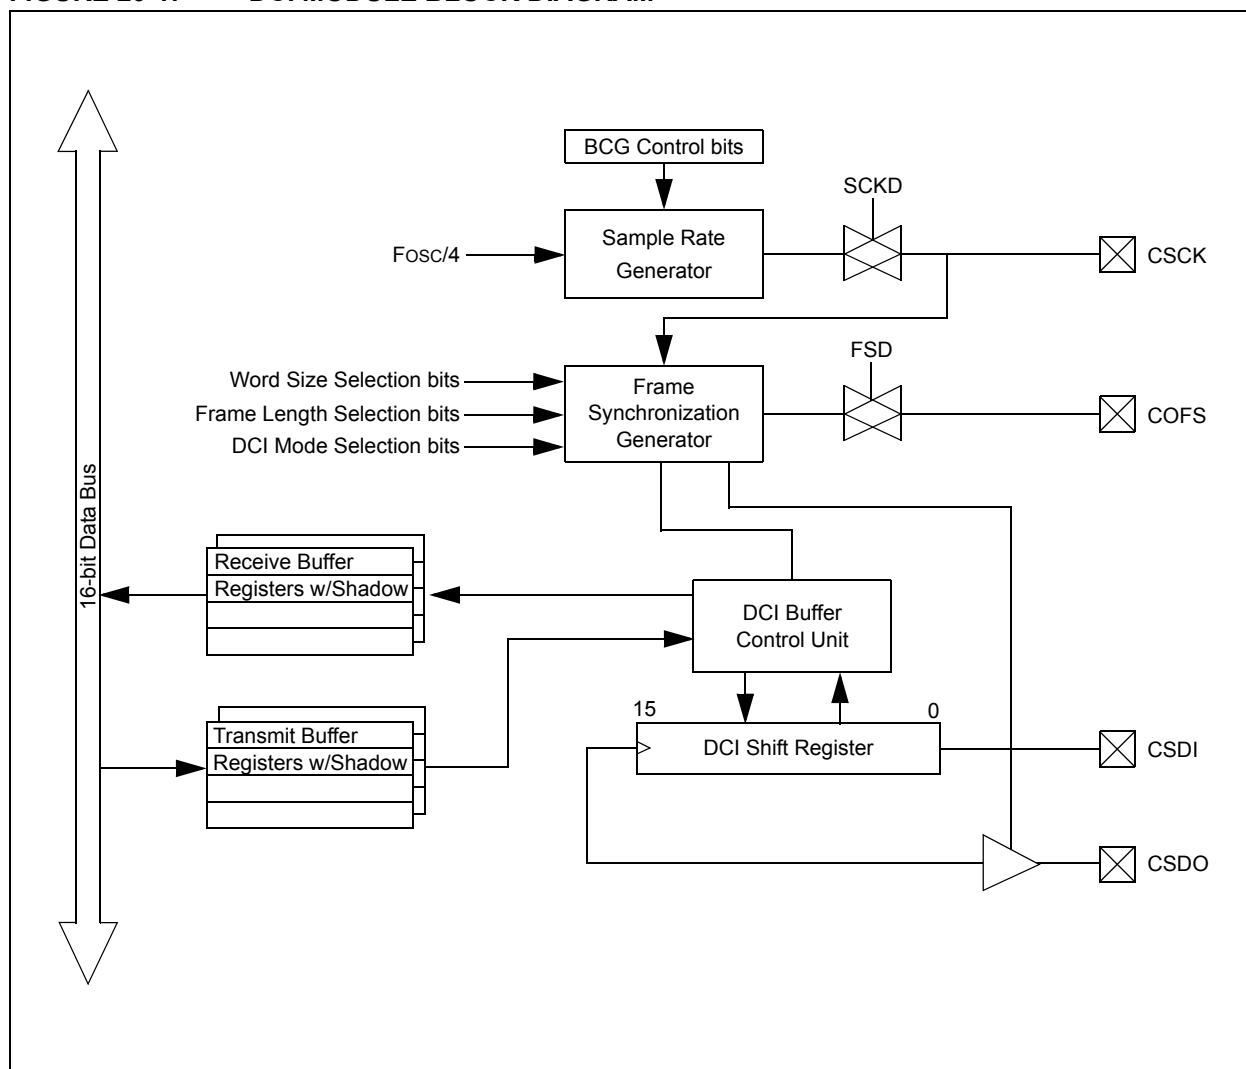 BCG Control bits
SCKD
Sample Rate
Generator
FOSC/4
CSCK
FSD
Word Size Selection bits
Frame Length Selection bits
DCI Mode Selection bits
Frame
Synchronization
Generator
COFS
16-bit Data Bus
Receive Buffer
Registers w/Shadow
DCI Buffer
Control Unit
Transmit Buffer
Registers w/Shadow
15
0
DCI Shift Register
CSDI
CSDO